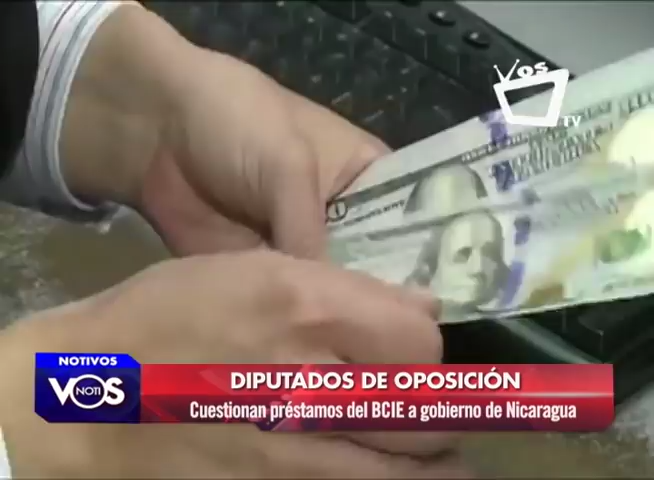 VOS
TV
NOTIVOS
VOS
NOTI
DIPUTADOS DE OPOSICIÓN
Cuestionan préstamos del BCIE a gobierno de Nicaragua